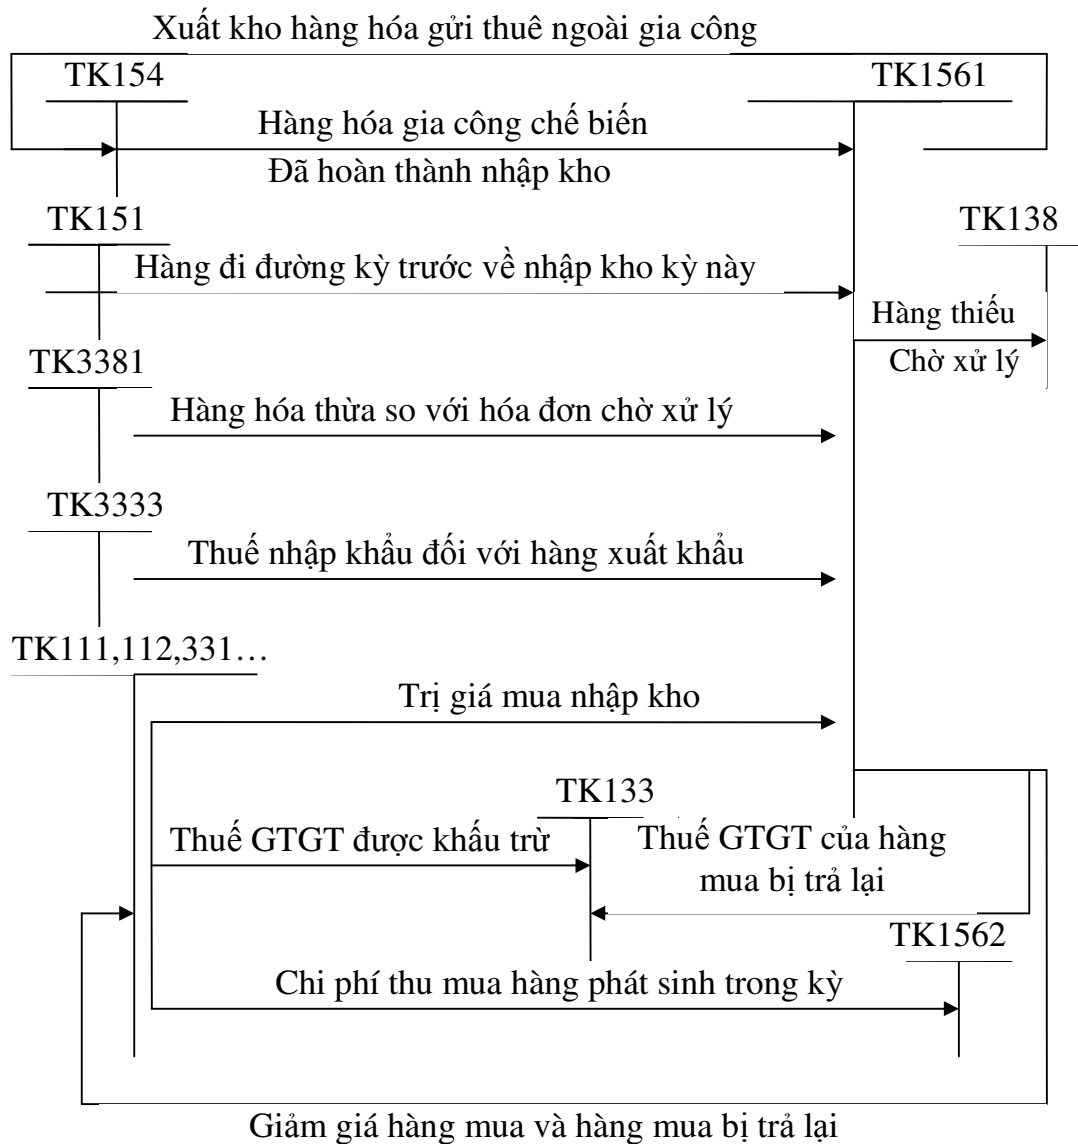 Xuất kho hàng hóa gửi thuê ngoài gia công
TK154
TK1561
Hàng hóa gia công chế biến
Đã hoàn thành nhập kho
TK151
TK138
Hàng đi đường kỳ trước về nhập kho kỳ này
Hàng thiếu
Chờ xử lý
TK3381
Hàng hóa thừa so với hóa đơn chờ xử lý
TK3333
Thuế nhập khẩu đối với hàng xuất khẩu
TK111,112,331…
Trị giá mua nhập kho
TK133
Thuế GTGT được khấu trừ
Thuế GTGT của hàng
mua bị trả lại
TK1562
Chi phí thu mua hàng phát sinh trong kỳ
Giảm giá hàng mua và hàng mua bị trả lại